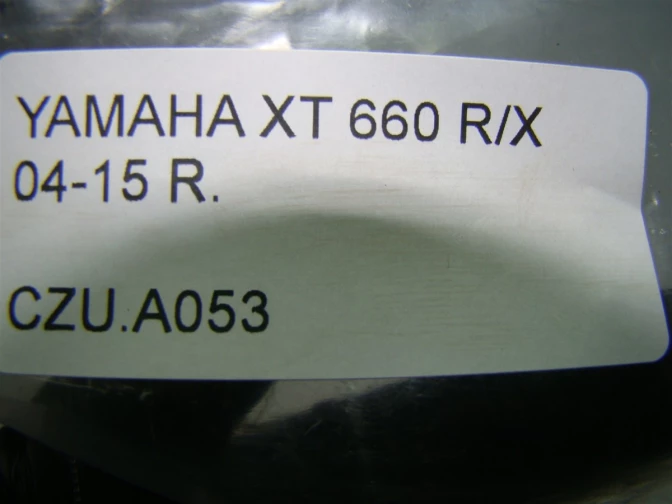 YAMAHA XT 660 R/X
04-15 R.
CZU.A053